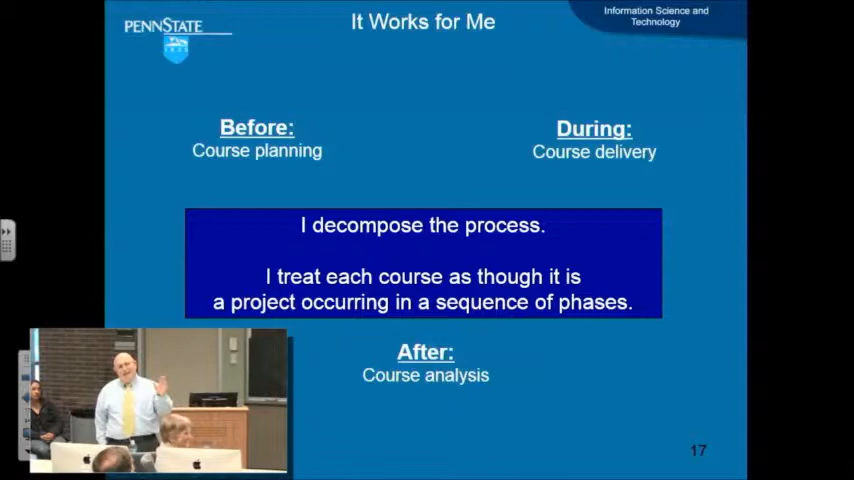 PENNSTATE
1855
It Works for Me
Information Science and
Technology
Before:
Course planning
During:
Course delivery
I decompose the process.
I treat each course as though it is
a project occurring in a sequence of phases.
After:
Course analysis
17